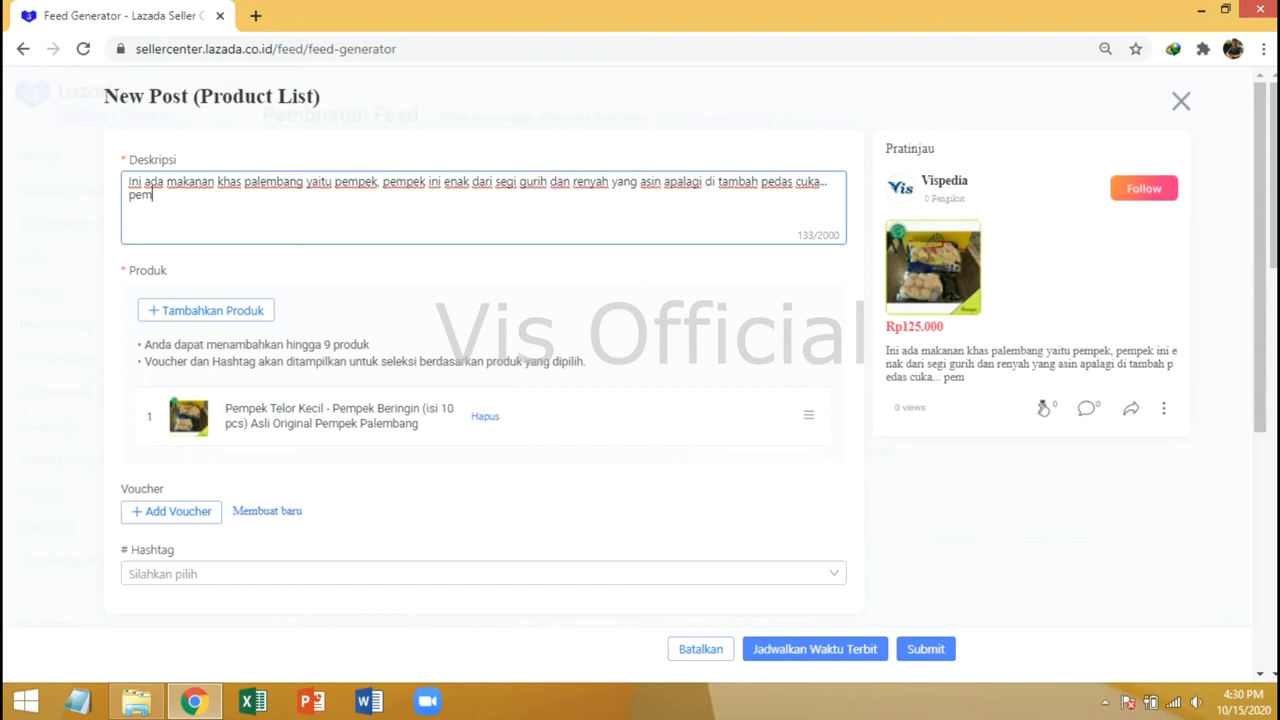 Feed Generator - Lazada Seller C
sellercenter.lazada.co.id/feed/feed-generator
New Post (Product List)
* Deskripsi
Ini ada makanan khas palembang yaitu pempek, pempek ini enak dari segi gurih dan renyah yang asin apalagi di tambah pedas cuka...
pem
133/2000
* Produk
+ Tambahkan Produk
• Anda dapat menambahkan hingga 9 produk
• Voucher dan Hashtag akan ditampilkan untuk seleksi berdasarkan produk yang dipilih.
1
Pempek Telor Kecil - Pempek Beringin (isi 10
pcs) Asli Original Pempek Palembang
Hapus
Voucher
+ Add Voucher
Membuat baru
# Hashtag
Silahkan pilih
Batalkan
Jadwalkan Waktu Terbit
Submit
Pratinjau
Vis
Vispedia
0 Pengikut
Follow
Rp125.000
Ini ada makanan khas palembang yaitu pempek, pempek ini e
nak dari segi gurih dan renyah yang asin apalagi di tambah p
edas cuka... pem
0 views
0
0
Vis Official
Pembuatan Feed
4:30 PM
10/15/2020